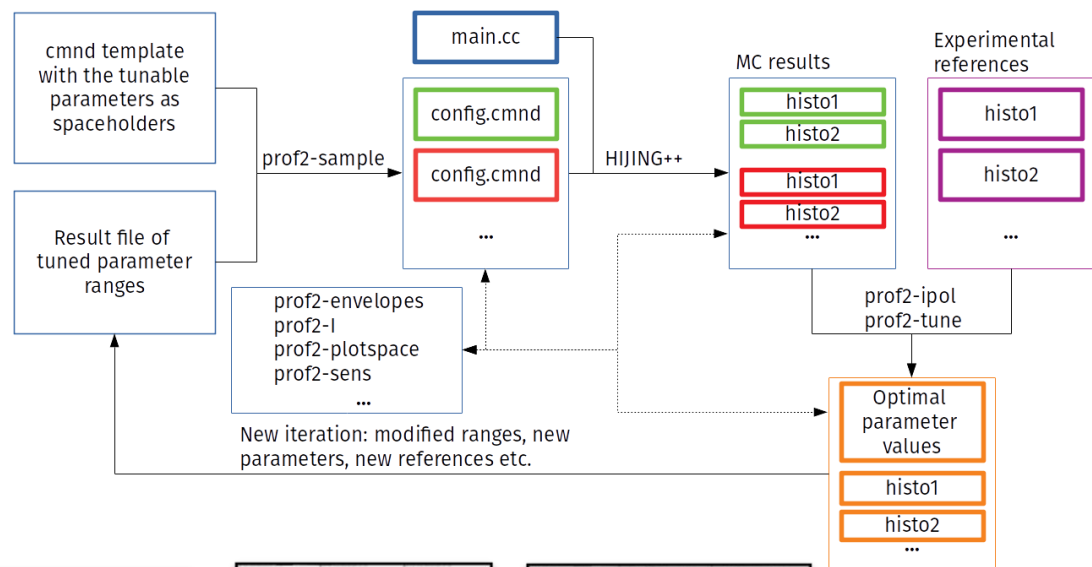 cmnd template
with the tunable
parameters as
spaceholders
main.cc
config.cmnd
config.cmnd
...
prof2-sample
HIJING++
MC results
histo1
histo2
histo1
histo2
...
Experimental
references
histo1
histo2
...
Result file of
tuned parameter
ranges
prof2-envelopes
prof2-I
prof2-plotspace
prof2-sens
...
prof2-ipol
prof2-tune
Optimal
parameter
values
histo1
histo2
...
New iteration: modified ranges, new
parameters, new references etc.